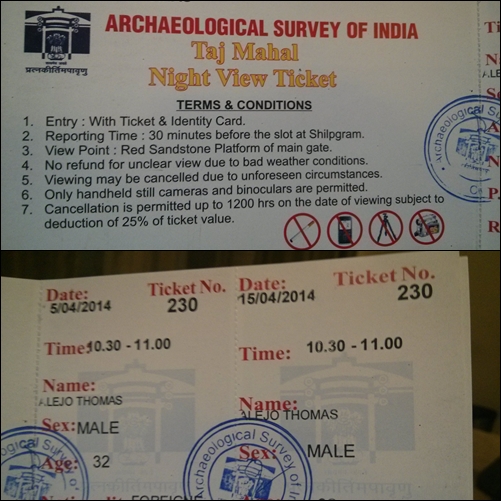 ARCHAEOLOGICAL SURVEY OF INDIA
Taj Mahal
Night View Ticket
प्रत्नकीर्तिमपावृणु
TERMS & CONDITIONS
1. Entry : With Ticket & Identity Card.
2. Reporting Time : 30 minutes before the slot at Shilpgram.
3. View Point : Red Sandstone Platform of main gate.
4. No refund for unclear view due to bad weather conditions.
5. Viewing may be cancelled due to unforeseen circumstances.
6. Only handheld still cameras and binoculars are permitted.
7. Cancellation is permitted up to 1200 hrs on the date of viewing subject to
deduction of 25% of ticket value.
Archaeological Su
Date: Ticket No.
5/04/2014 230
Time: 10.30 - 11.00
Name:
ALEJO THOMAS
Sex: MALE
Age: 32
Date: Ticket No.
15/04/2014 230
Time: 10.30 - 11.00
Name:
ALEJO THOMAS
Sex: MALE
Archaeological Survey of In